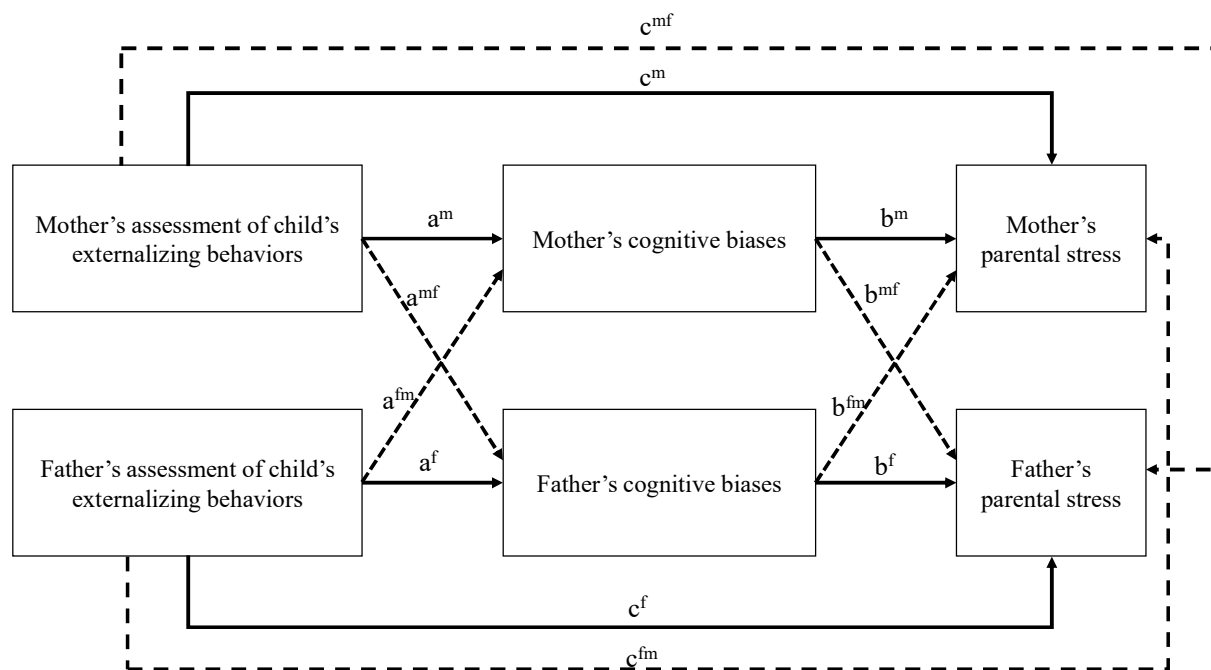 c^mf
c^m
Mother’s assessment of child’s
externalizing behaviors
a^m
Mother’s cognitive biases
b^m
Mother’s
parental stress
a^mf
b^mf
a^fm
b^fm
Father’s assessment of child’s
externalizing behaviors
a^f
Father’s cognitive biases
b^f
Father’s
parental stress
c^f
c^fm